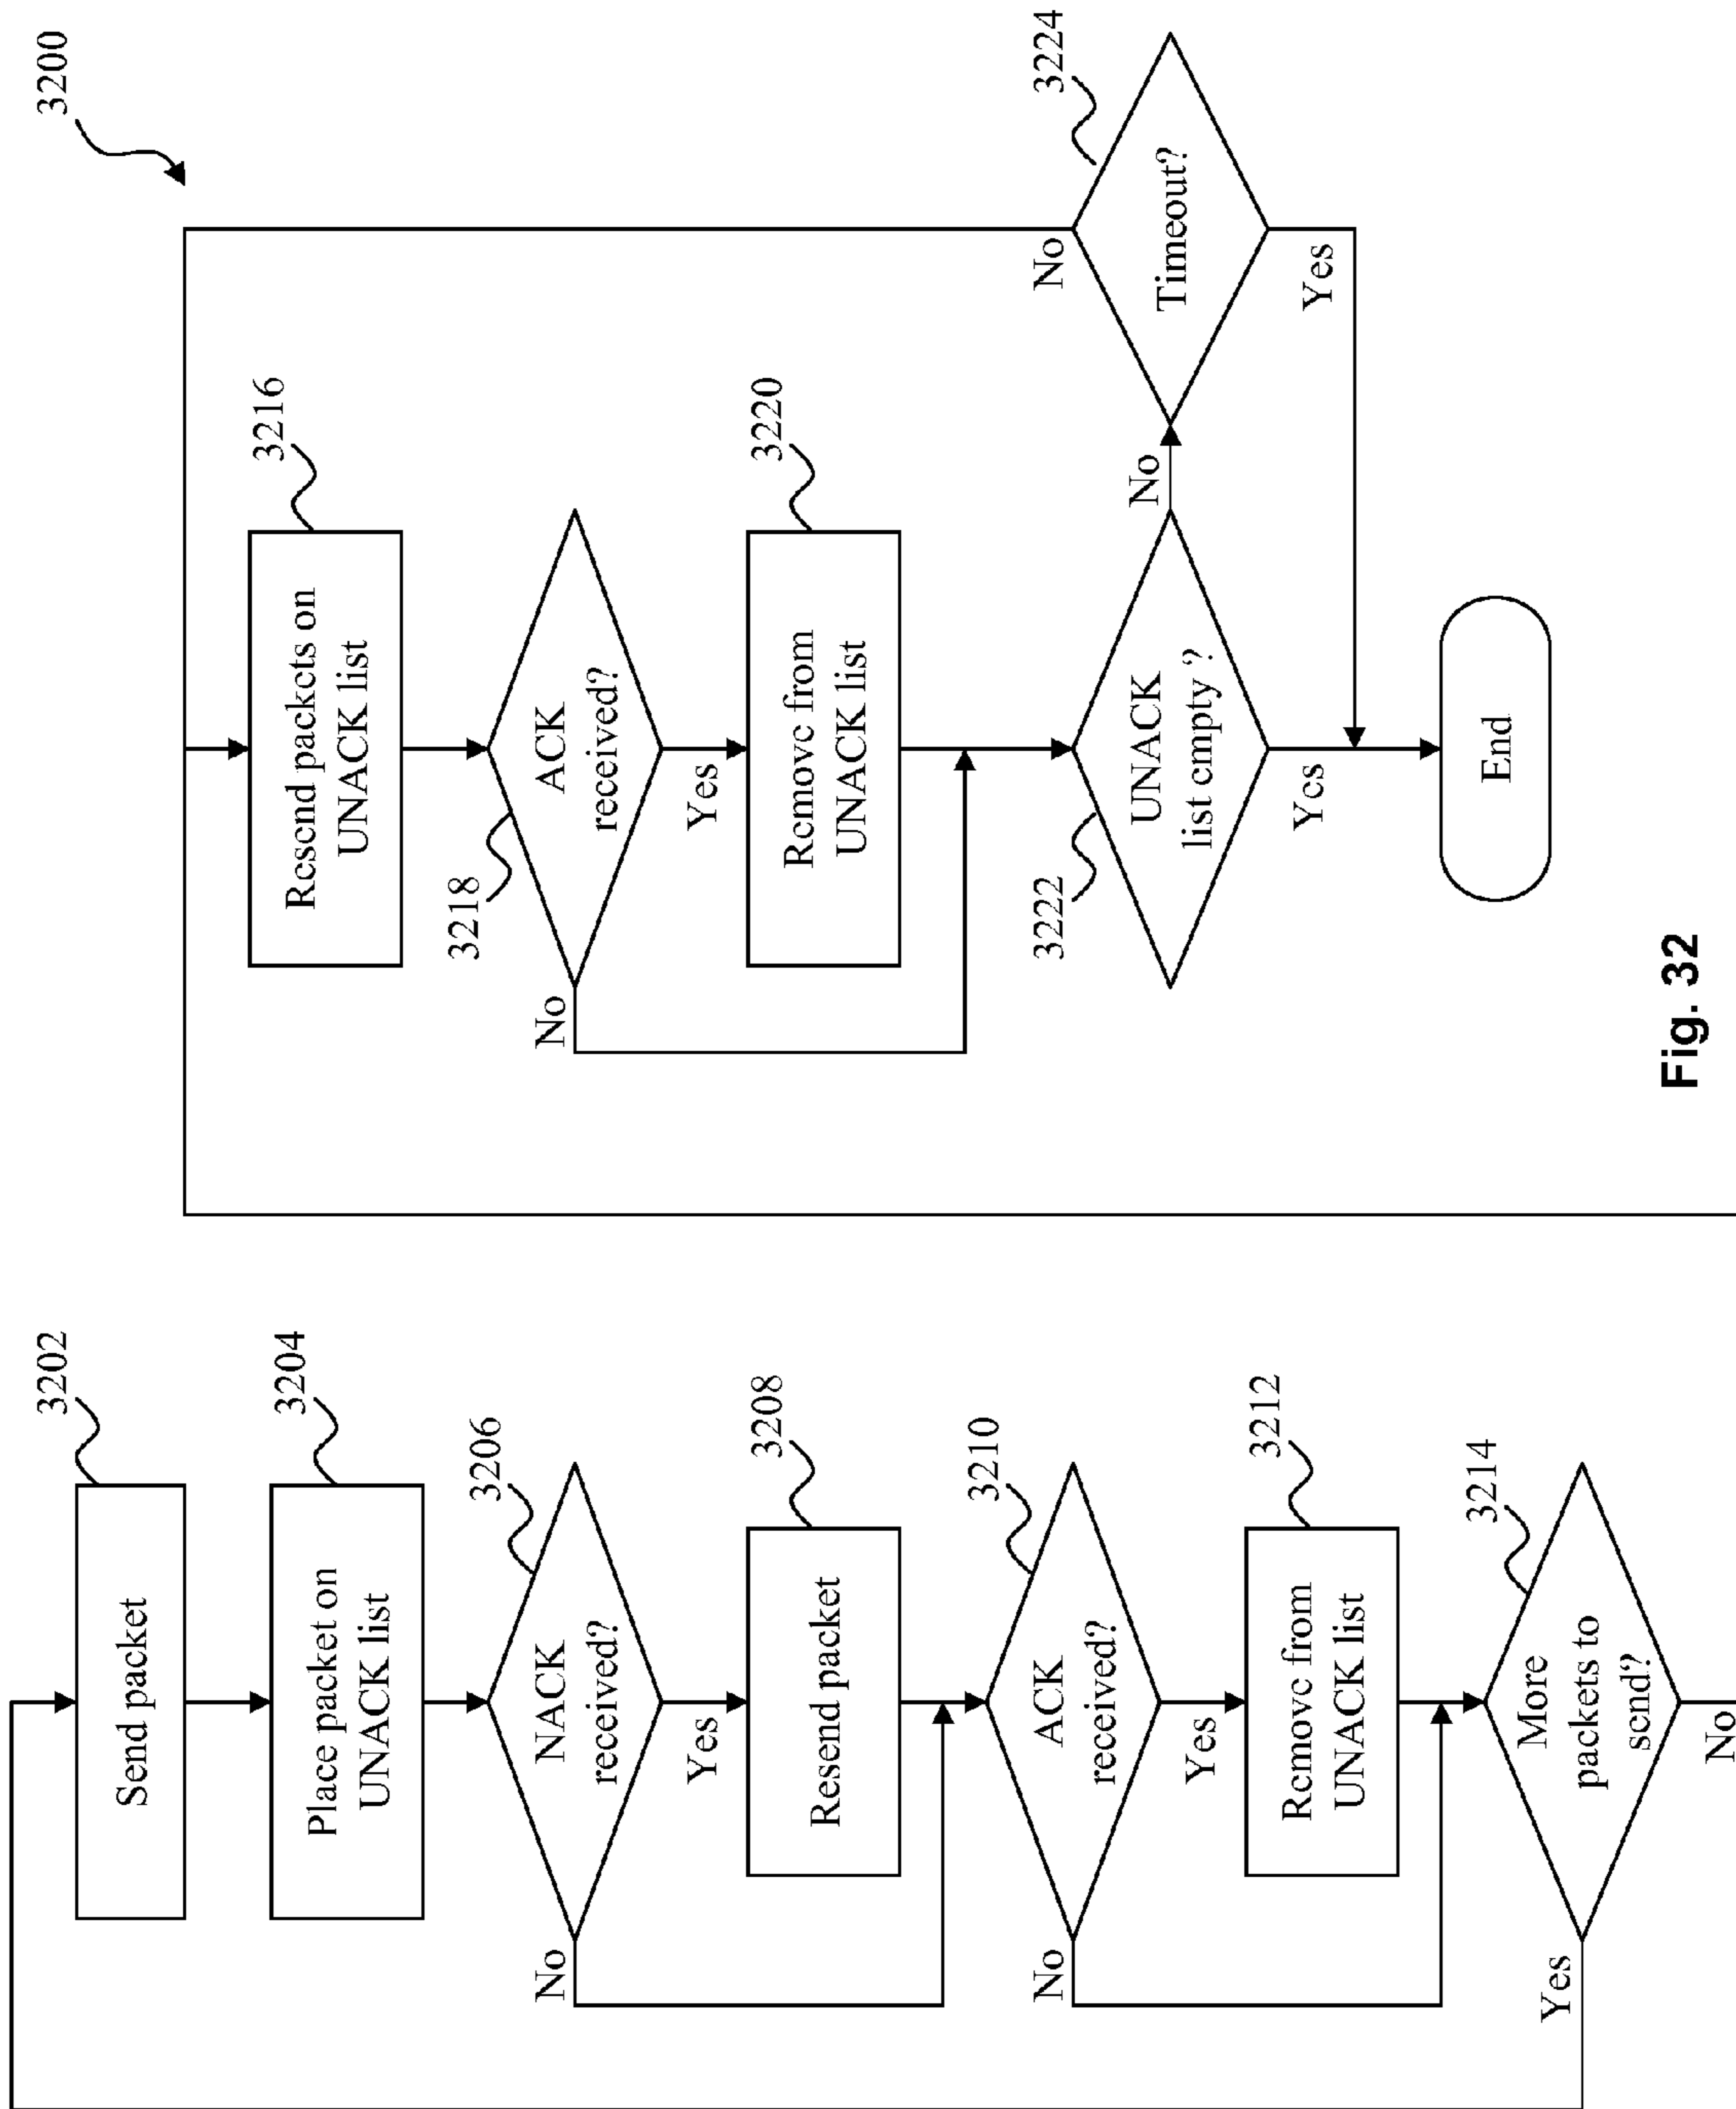 3200
Send packet
3202
Place packet on
UNACK list
3204
NACK
received?
3206
No
Yes
Resend packet
3208
ACK
received?
3210
No
Yes
Remove from
UNACK list
3212
More
packets to
send?
3214
Yes
No
Resend packets on
UNACK list
3216
ACK
received?
3218
No
Yes
Remove from
UNACK list
3220
UNACK
list empty?
3222
No
Yes
Timeout?
3224
No
Yes
End
Fig. 32